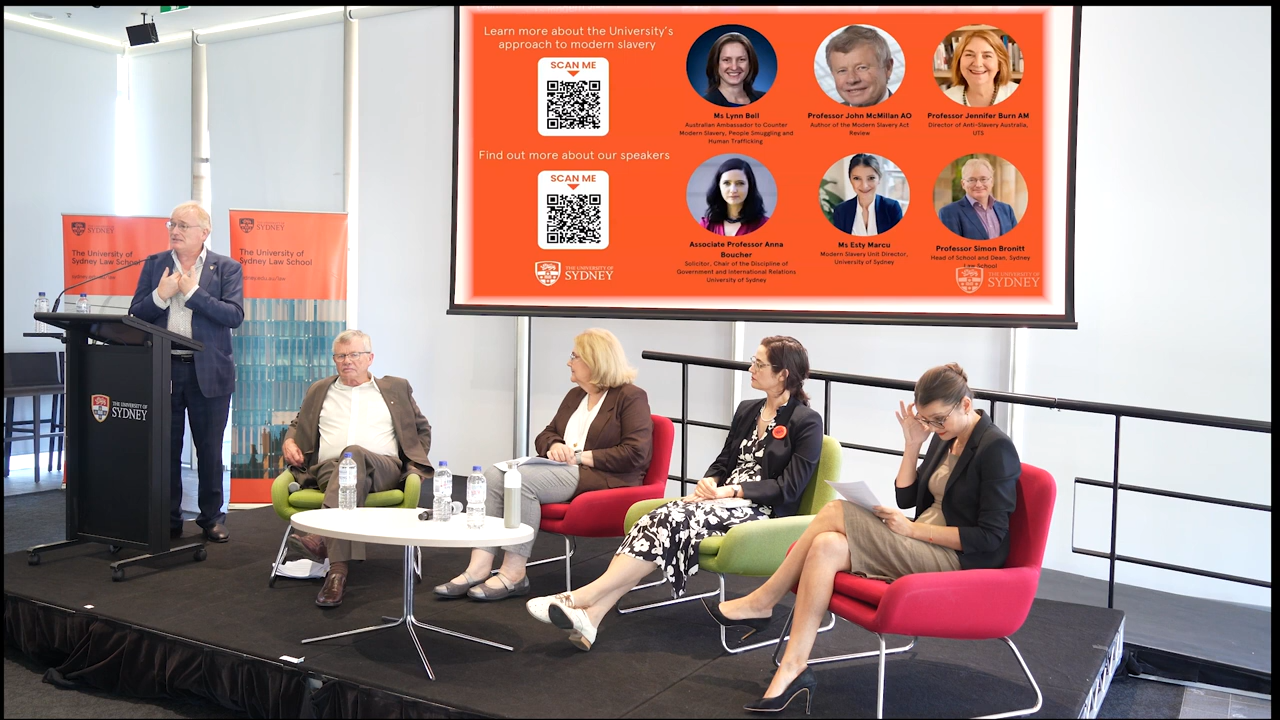 Learn more about the University's
approach to modern slavery
SCAN ME
Ms Lynn Bell
Australian Ambassador to Counter
Modern Slavery, People Smuggling and
Human Trafficking
Professor John McMillan AO
Author of the Modern Slavery Act
Review
Professor Jennifer Burn AM
Director of Anti-Slavery Australia,
UTS
Find out more about our speakers
SCAN ME
Associate Professor Anna
Boucher
Solicitor, Chair of the Discipline of
Government and International Relations
University of Sydney
Ms Esty Marcu
Modern Slavery Unit Director,
University of Sydney
Professor Simon Bronitt
Head of School and Dean, Sydney
Law School
THE UNIVERSITY OF
SYDNEY
THE UNIVERSITY OF
SYDNEY
SYDNEY
The University of
Sydney Law School
THE UNIVERSITY OF
SYDNEY
The University of
Sydney Law School
THE UNIVERSITY OF
SYDNEY